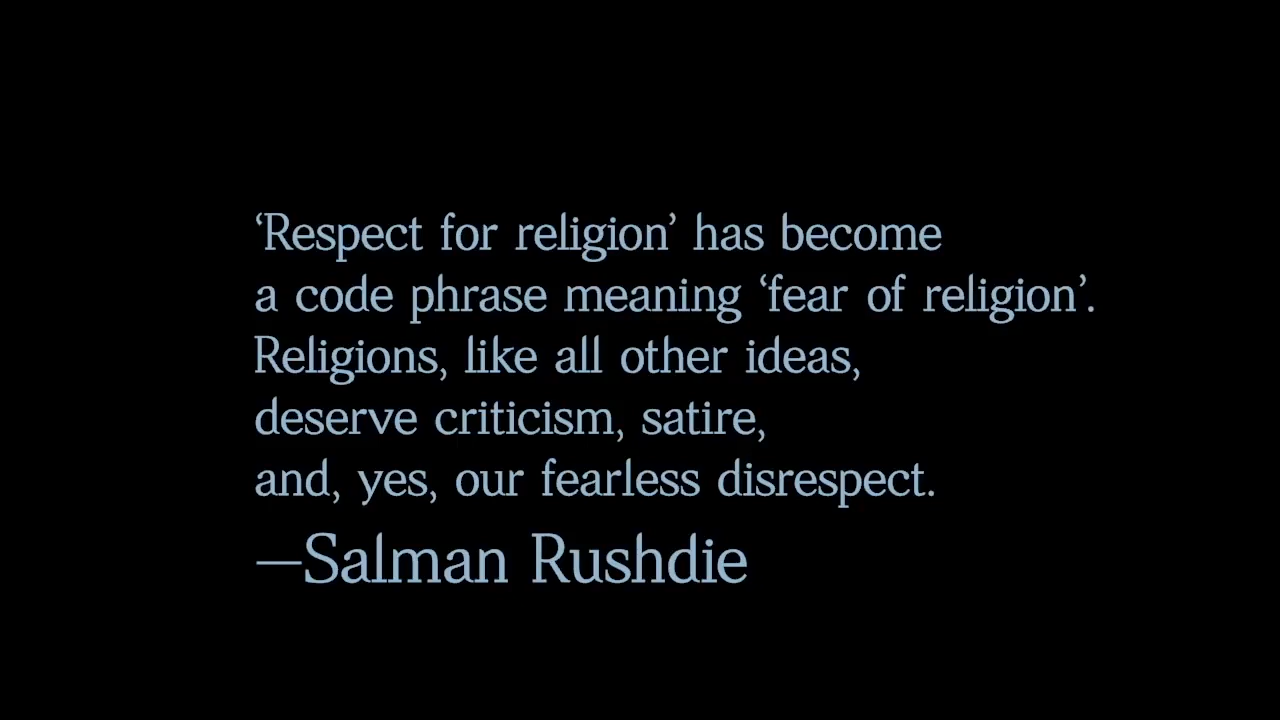 ‘Respect for religion’ has become
a code phrase meaning ‘fear of religion’.
Religions, like all other ideas,
deserve criticism, satire,
and, yes, our fearless disrespect.
—Salman Rushdie